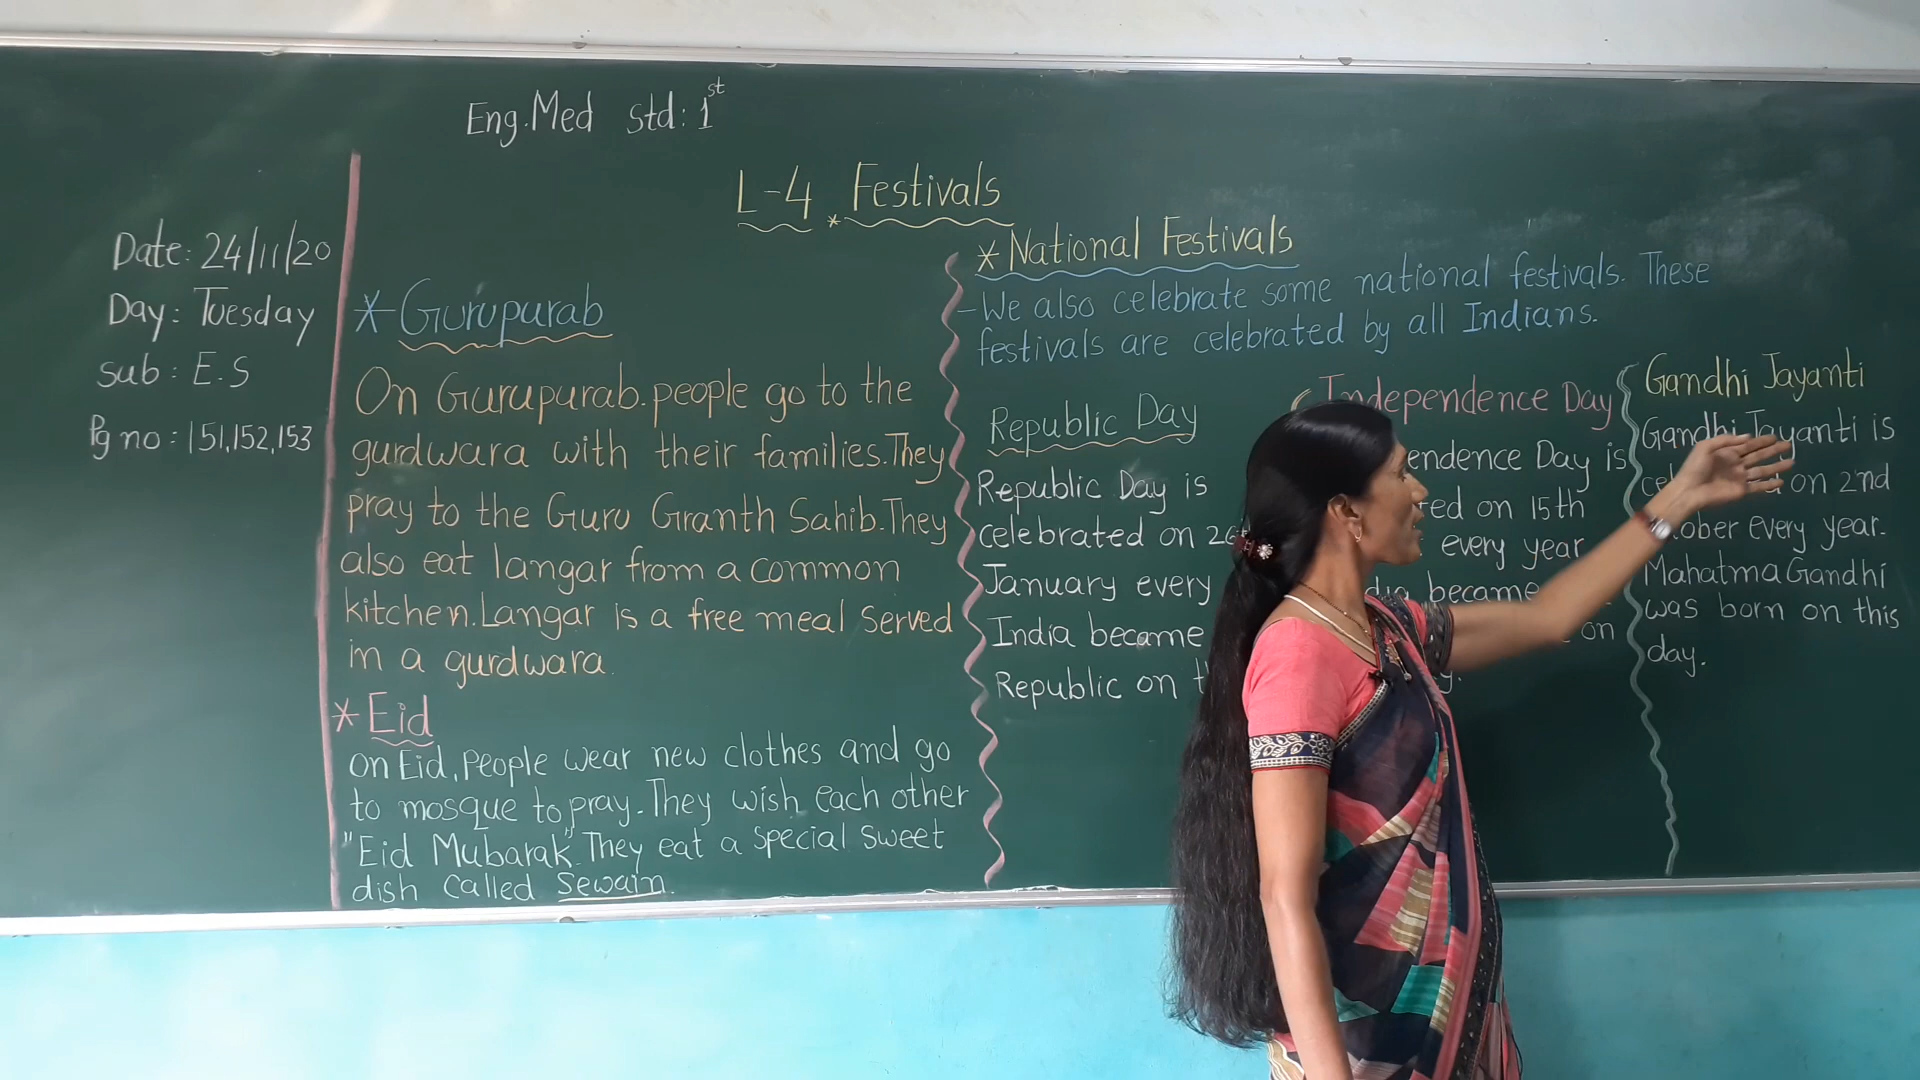 Eng.Med std: 1st
L-4. Festivals
Date: 24/11/20
Day: Tuesday
sub: E.S
Pg no: 151,152,153
* Gurupurab
On Gurupurab.people go to the
gurdwara with their families.They
pray to the Guru Granth Sahib.They
also eat langar from a common
kitchen.Langar is a free meal served
in a gurdwara.
* Eid
on Eid, People wear new clothes and go
to mosque to pray. They wish each other
"Eid Mubarak". They eat a special sweet
dish called Sewain.
* National Festivals
- We also celebrate some national festivals. These
festivals are celebrated by all Indians.
Republic Day
Republic Day is
celebrated on
January every
India became
Republic on
Independence Day
Day is
on 15th
every year
became
on
Gandhi Jayanti
Gandhi Jayanti is
on 2nd
every year.
Mahatma Gandhi
was born on this
day.